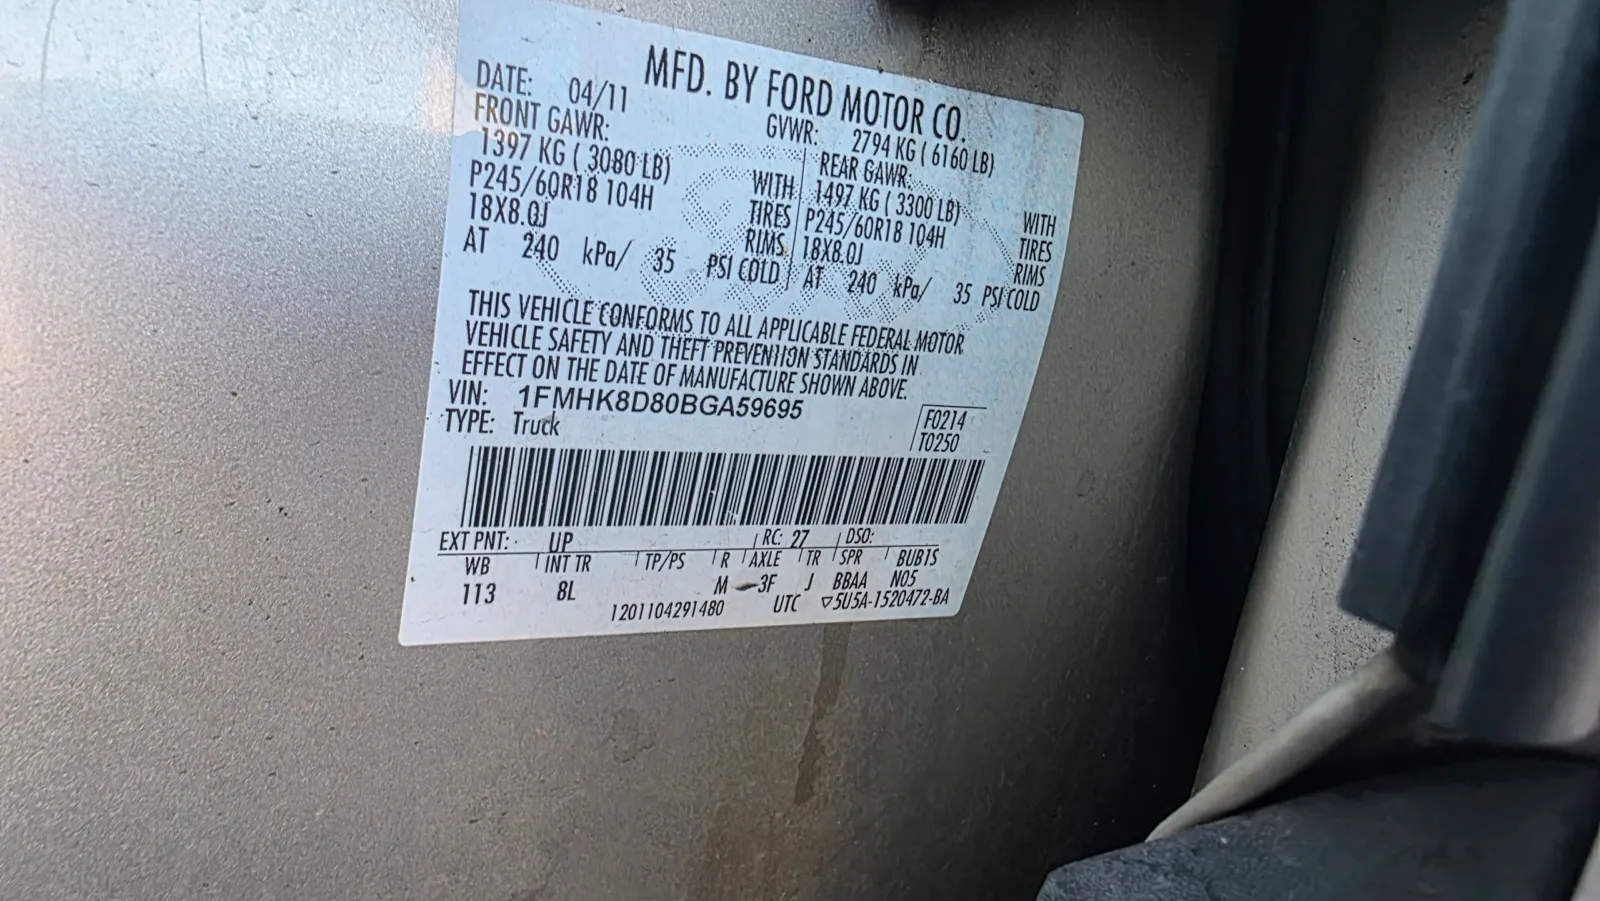 MFD. BY FORD MOTOR CO.
DATE: 04/11 GVWR: 2794 KG ( 6160 LB)
FRONT GAWR: REAR GAWR:
1397 KG ( 3080 LB) WITH 1497 KG ( 3300 LB) WITH
P245/60R18 104H TIRES P245/60R18 104H TIRES
18X8.0J RIMS 18X8.0J RIMS
AT 240 kPa/ 35 PSI COLD AT 240 kPa/ 35 PSI COLD
THIS VEHICLE CONFORMS TO ALL APPLICABLE FEDERAL MOTOR
VEHICLE SAFETY AND THEFT PREVENTION STANDARDS IN
EFFECT ON THE DATE OF MANUFACTURE SHOWN ABOVE.
VIN: 1FMHK8D80BGA59695
TYPE: Truck
F0214
T0250
EXT PNT: UP RC: 27 DSO:
WB INT TR TP/PS R AXLE TR SPR BUBIS
113 8L M 3F J BBAA N05
1201104291480 UTC ▽5U5A-1520472-BA